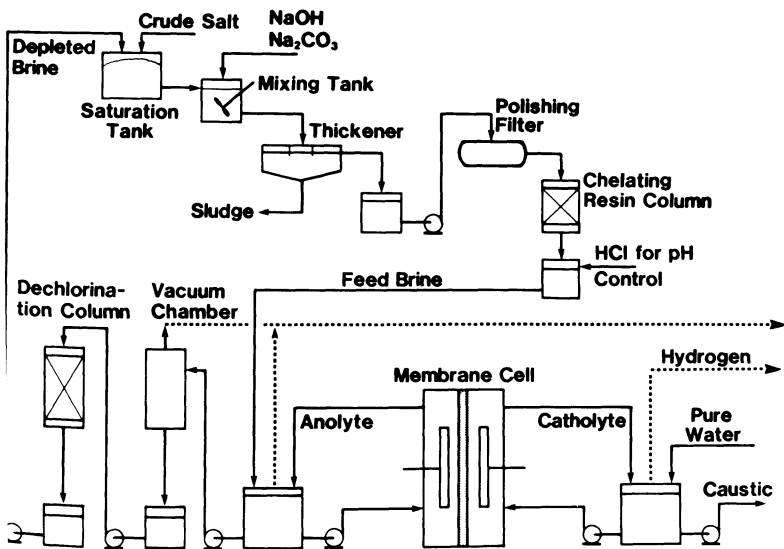 Crude Salt
NaOH
Na₂CO₃
Depleted
Brine
Mixing Tank
Saturation
Tank
Thickener
Polishing
Filter
Sludge
Chelating
Resin Column
HCl for pH
Control
Feed Brine
Dechlorina-
tion Column
Vacuum
Chamber
Hydrogen
Membrane Cell
Anolyte
Catholyte
Pure
Water
Caustic